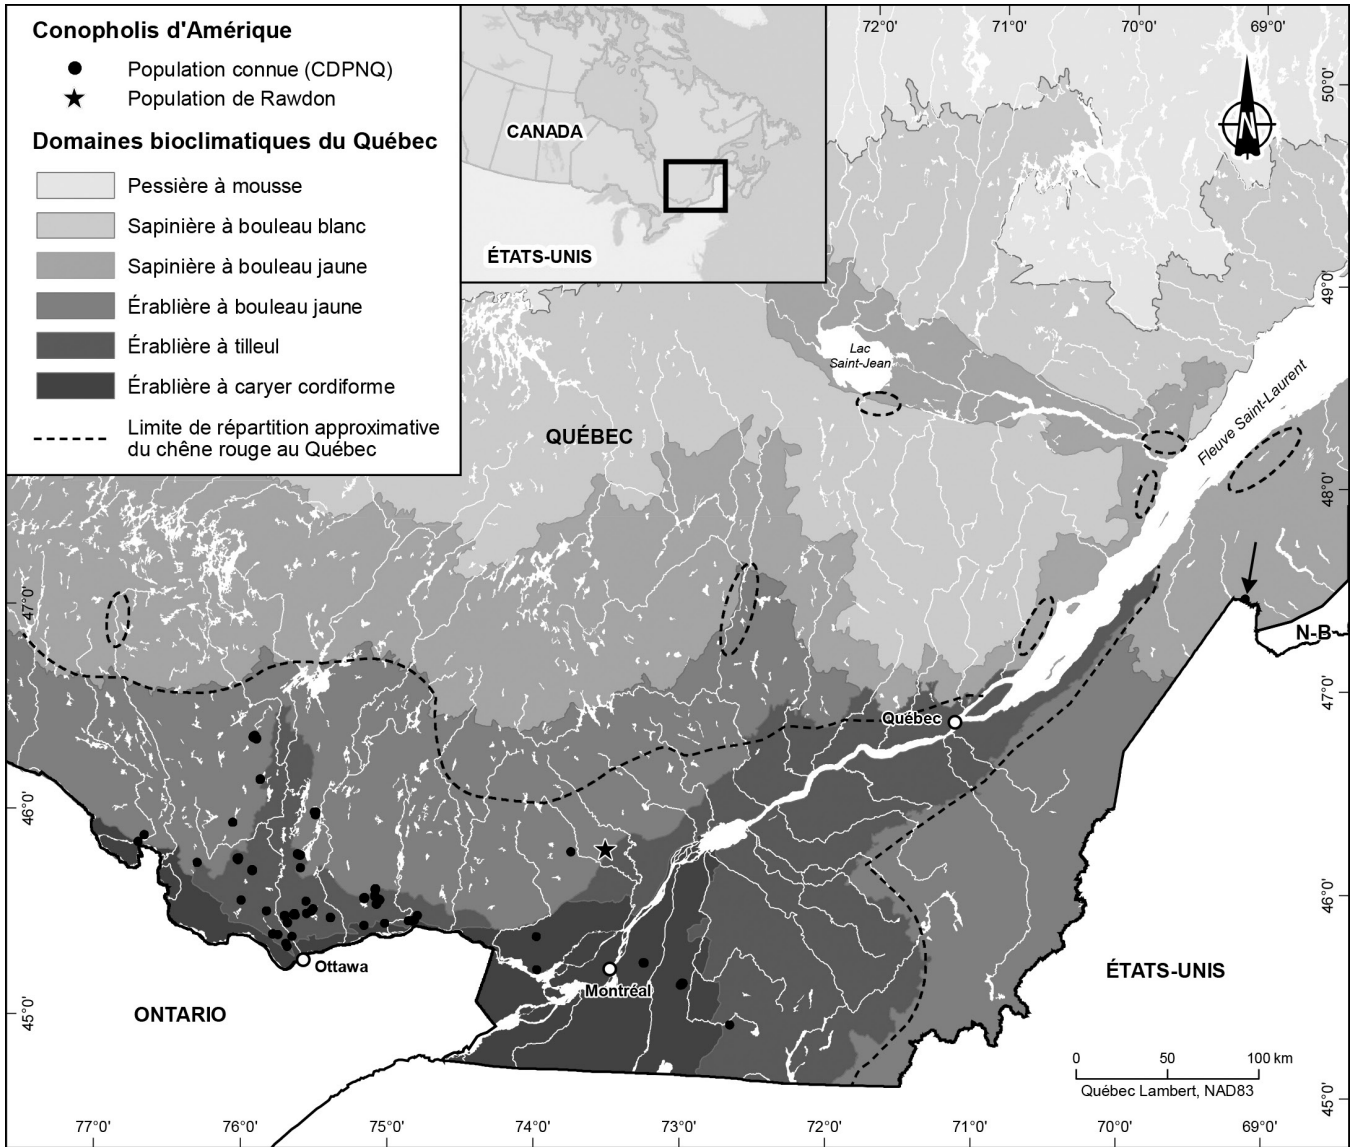 Conopholis d'Amérique
Population connue (CDPNQ)
Population de Rawdon
Domaines bioclimatiques du Québec
Pessière à mousse
Sapinière à bouleau blanc
Sapinière à bouleau jaune
Érablière à bouleau jaune
Érablière à tilleul
Érablière à caryer cordiforme
Limite de répartition approximative
du chêne rouge au Québec
CANADA
ÉTATS-UNIS
72°0'
71°0'
70°0'
69°0'
50°0'
N
49°0'
Lac
Saint-Jean
Fleuve Saint-Laurent
QUÉBEC
48°0'
47°0'
N-B
47°0'
Québec
46°0'
46°0'
Ottawa
Montréal
ÉTATS-UNIS
ONTARIO
45°0'
0 50 100 km
Québec Lambert, NAD83
45°0'
77°0'
76°0'
75°0'
74°0'
73°0'
72°0'
71°0'
70°0'
69°0'